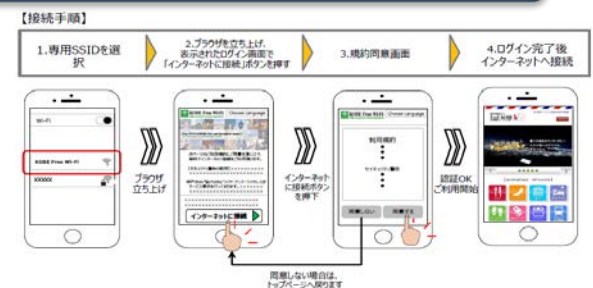 【接続手順】
1.専用SSIDを選
択
2.ブラウザを立ち上げ、
表示されたログイン画面で
「インターネットに接続」ボタンを押す
3.規約同意画面
4.ログイン完了後
インターネットへ接続
Wi-Fi
KOBE Free Wi-Fi
XXXXX
ブラウザ
立ち上げ
KOBE Free Wi-Fi
Choose Language
インターネットに接続
インターネット
に接続ボタン
を押下
KOBE Free Wi-Fi
Choose Language
利用規約
セキュリティ警告
同意しない
同意する
認証OK
ご利用開始
同意しない場合は、
トップページへ戻ります